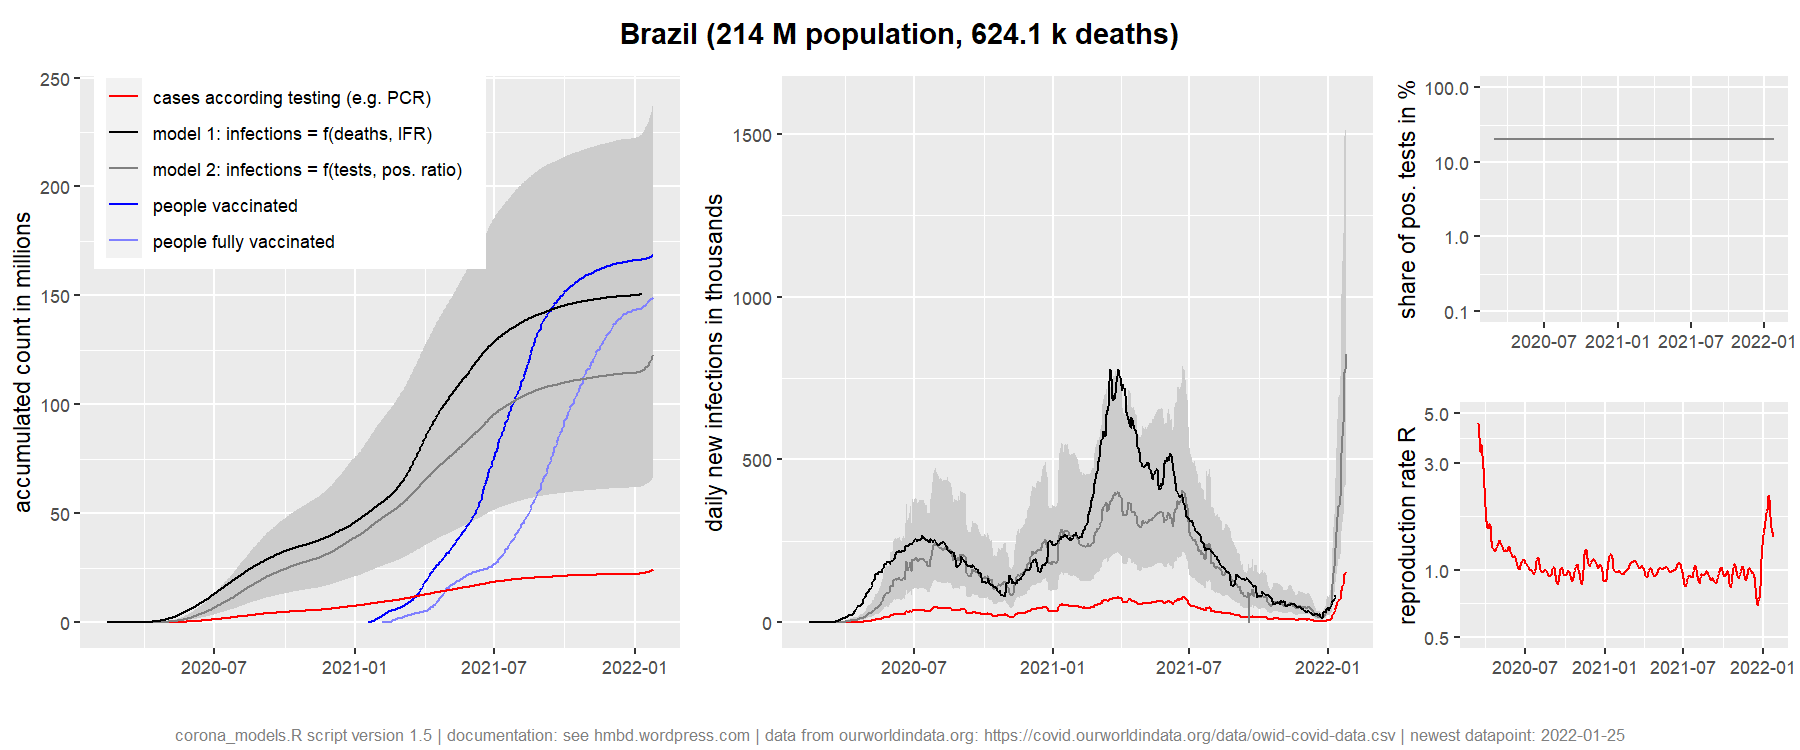 Brazil (214 M population, 624.1 k deaths)
accumulated count in millions
250
200
150
100
50
0
cases according testing (e.g. PCR)
model 1: infections = f(deaths, IFR)
model 2: infections = f(tests, pos. ratio)
people vaccinated
people fully vaccinated
2020-07 2021-01 2021-07 2022-01
daily new infections in thousands
1500
1000
500
0
2020-07 2021-01 2021-07 2022-01
share of pos. tests in %
100.0
10.0
1.0
0.1
2020-07 2021-01 2021-07 2022-01
reproduction rate R
5.0
3.0
1.0
0.5
2020-07 2021-01 2021-07 2022-01
corona_models.R script version 1.5 | documentation: see hmbd.wordpress.com | data from ourworldindata.org: https://covid.ourworldindata.org/data/owid-covid-data.csv | newest datapoint: 2022-01-25